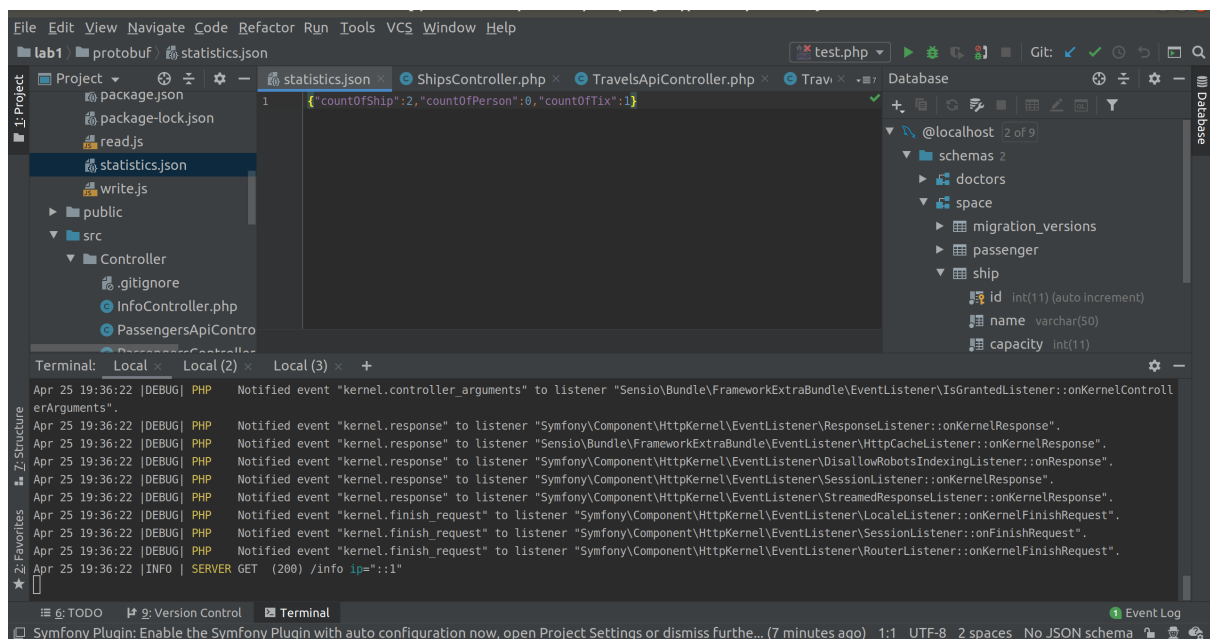 File Edit View Navigate Code Refactor Run Tools VCS Window Help
lab1 protobuf statistics.json test.php Git:
1: Project
Project
package.json
package-lock.json
read.js
statistics.json
write.js
public
src
Controller
.gitignore
InfoController.php
PassengersApiContro
PassengersController
statistics.json ShipsController.php TravelsApiController.php Trav 7
1 {"countOfShip":2,"countOfPerson":0,"countOfTix":1}
Database
@localhost 2 of 9
schemas 2
doctors
space
migration_versions
passenger
ship
id int(11) (auto increment)
name varchar(50)
capacity int(11)
Database
Terminal: Local Local (2) Local (3) +
Apr 25 19:36:22 |DEBUG| PHP Notified event "kernel.controller_arguments" to listener "Sensio\Bundle\FrameworkExtraBundle\EventListener\IsGrantedListener::onKernelControll
erArguments".
Apr 25 19:36:22 |DEBUG| PHP Notified event "kernel.response" to listener "Symfony\Component\HttpKernel\EventListener\ResponseListener::onKernelResponse".
Apr 25 19:36:22 |DEBUG| PHP Notified event "kernel.response" to listener "Sensio\Bundle\FrameworkExtraBundle\EventListener\HttpCacheListener::onKernelResponse".
Apr 25 19:36:22 |DEBUG| PHP Notified event "kernel.response" to listener "Symfony\Component\HttpKernel\EventListener\DisallowRobotsIndexingListener::onResponse".
Apr 25 19:36:22 |DEBUG| PHP Notified event "kernel.response" to listener "Symfony\Component\HttpKernel\EventListener\SessionListener::onKernelResponse".
Apr 25 19:36:22 |DEBUG| PHP Notified event "kernel.response" to listener "Symfony\Component\HttpKernel\EventListener\StreamedResponseListener::onKernelResponse".
Apr 25 19:36:22 |DEBUG| PHP Notified event "kernel.finish_request" to listener "Symfony\Component\HttpKernel\EventListener\LocaleListener::onKernelFinishRequest".
Apr 25 19:36:22 |DEBUG| PHP Notified event "kernel.finish_request" to listener "Symfony\Component\HttpKernel\EventListener\SessionListener::onFinishRequest".
Apr 25 19:36:22 |DEBUG| PHP Notified event "kernel.finish_request" to listener "Symfony\Component\HttpKernel\EventListener\RouterListener::onKernelFinishRequest".
Apr 25 19:36:22 |INFO | SERVER GET (200) /info ip="::1"
7: Structure
2: Favorites
6: TODO 9: Version Control Terminal 1 Event Log
Symfony Plugin: Enable the Symfony Plugin with auto configuration now, open Project Settings or dismiss furthe... (7 minutes ago) 1:1 UTF-8 2 spaces No JSON schema